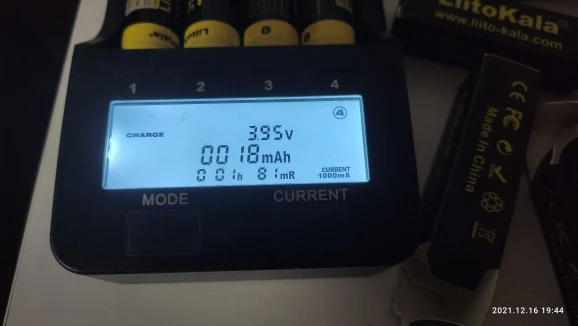 LiitoKala
www.liito-kala.com
1 2 3 4
4
CHARGE 3.95v
0018mAh
001h 81mR CURRENT
1000mA
MODE CURRENT
Made in China
2021.12.16 19:44